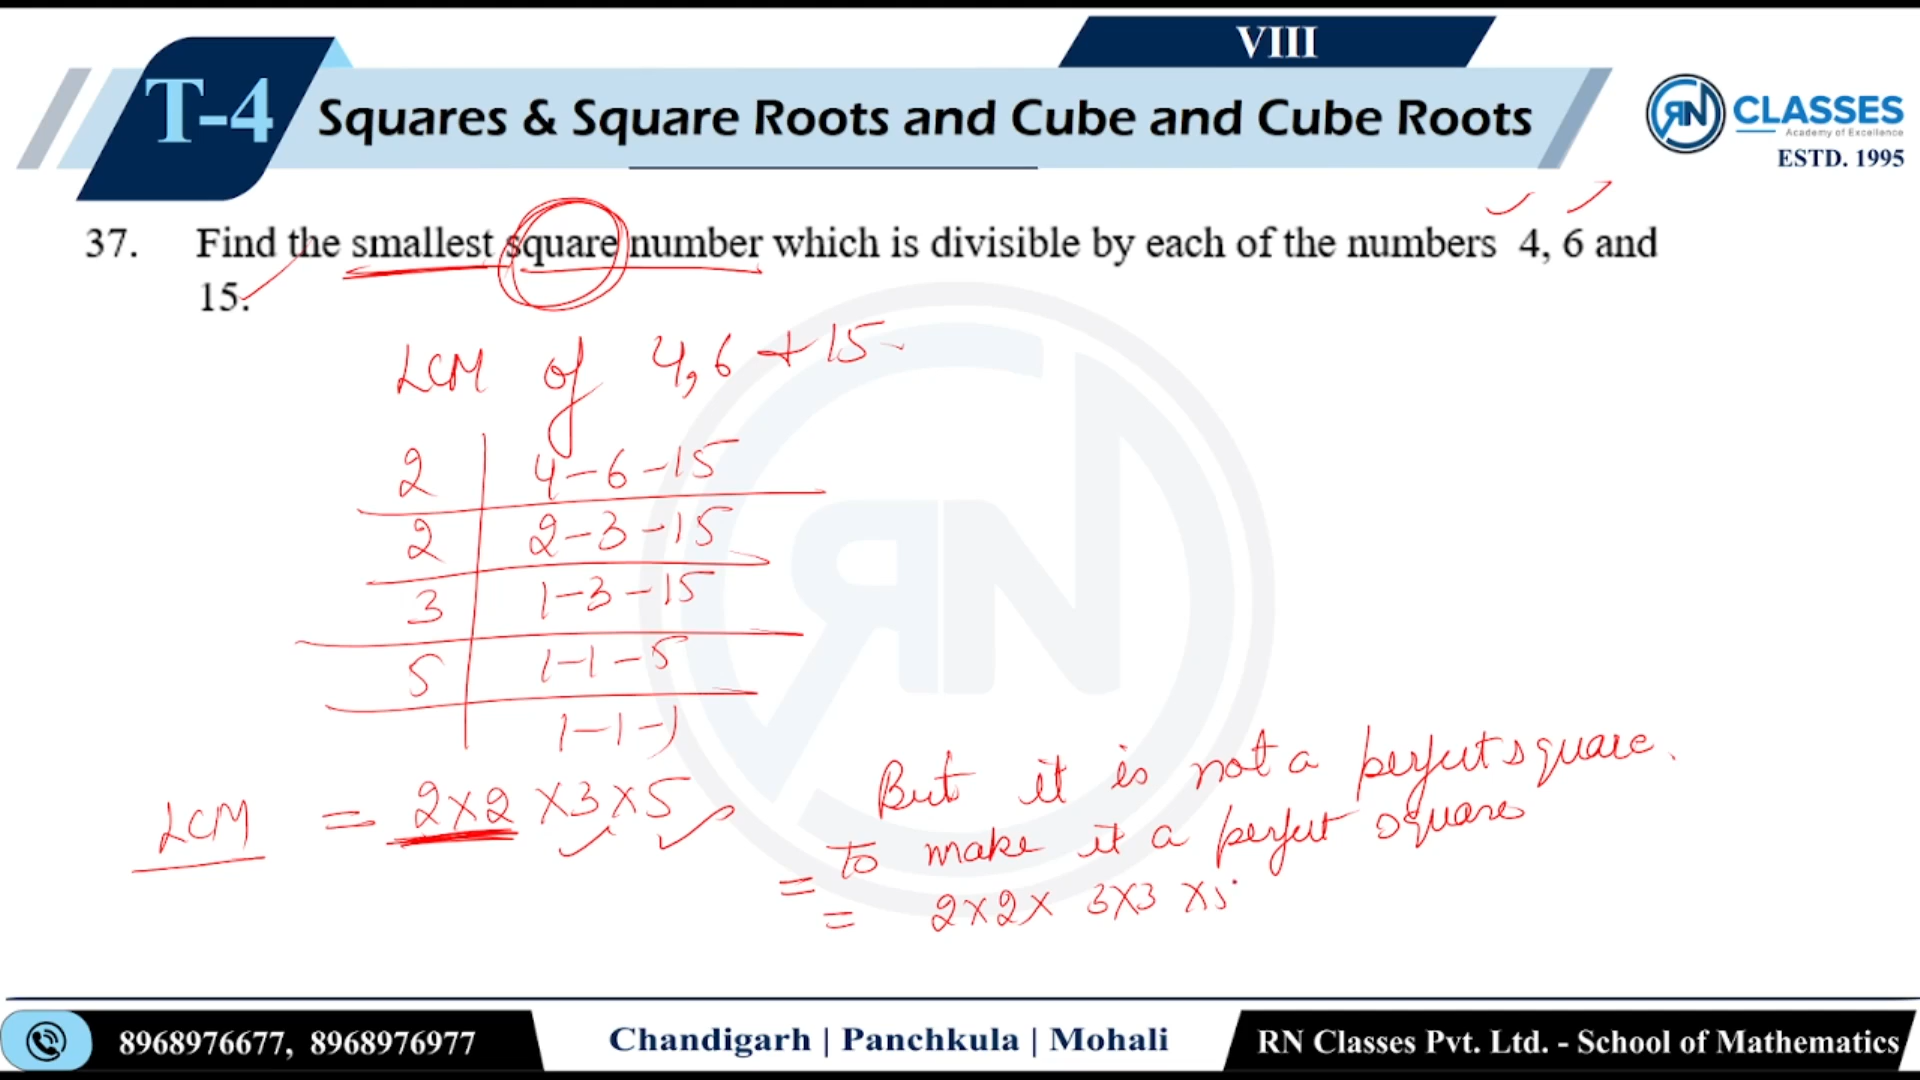 VIII
T-4 Squares & Square Roots and Cube and Cube Roots
RN CLASSES
Academy of Excellence
ESTD. 1995
37. Find the smallest square number which is divisible by each of the numbers 4, 6 and
15.
LCM of 4, 6 + 15
2 | 4-6-15
2 | 2-3-15
3 | 1-3-15
5 | 1-1-5
1-1-1
LCM = 2×2×3×5
But it is not a perfect square.
to make it a perfect square
= = 2×2× 3×3 ×
RN
8968976677, 8968976977
Chandigarh | Panchkula | Mohali
RN Classes Pvt. Ltd. - School of Mathematics